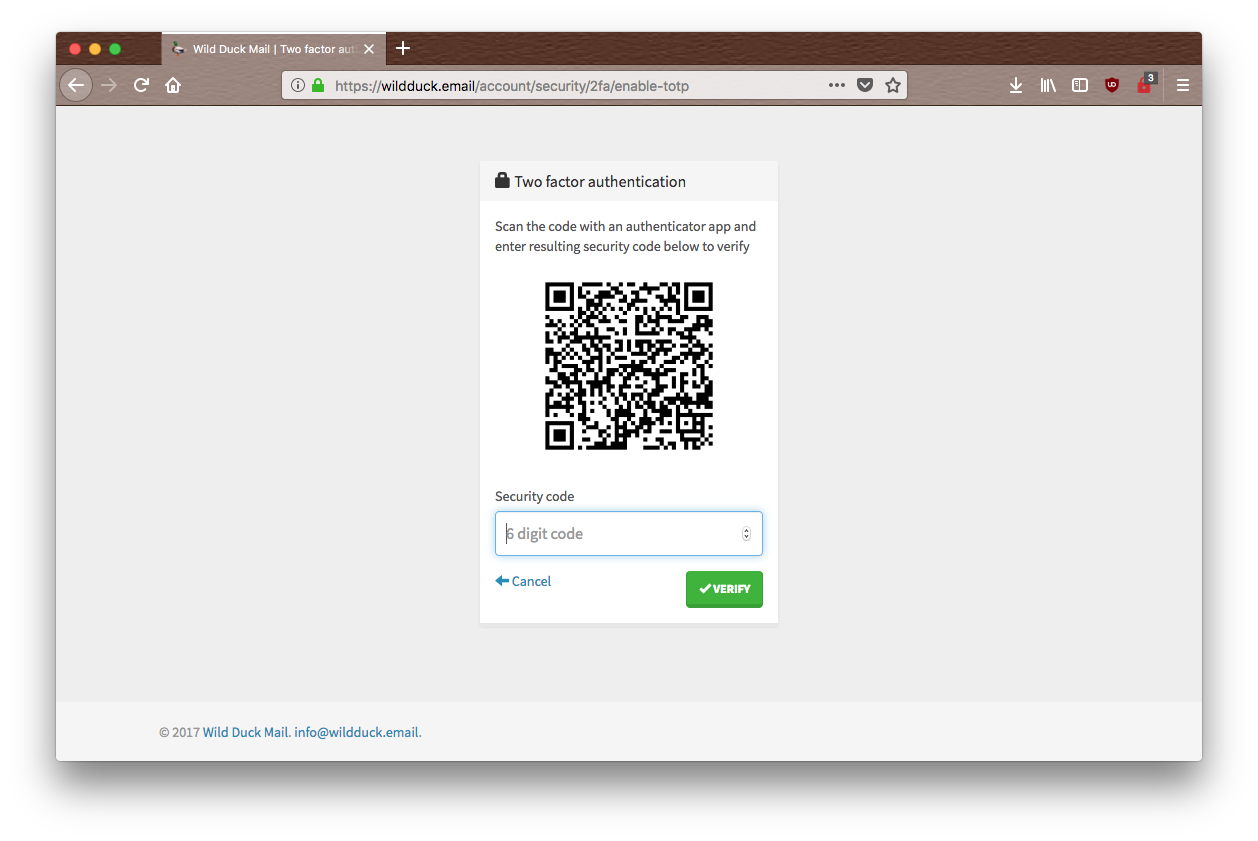 Wild Duck Mail | Two factor aut
https://wildduck.email/account/security/2fa/enable-totp
3
Two factor authentication
Scan the code with an authenticator app and
enter resulting security code below to verify
Security code
6 digit code
Cancel
VERIFY
© 2017 Wild Duck Mail. info@wildduck.email.